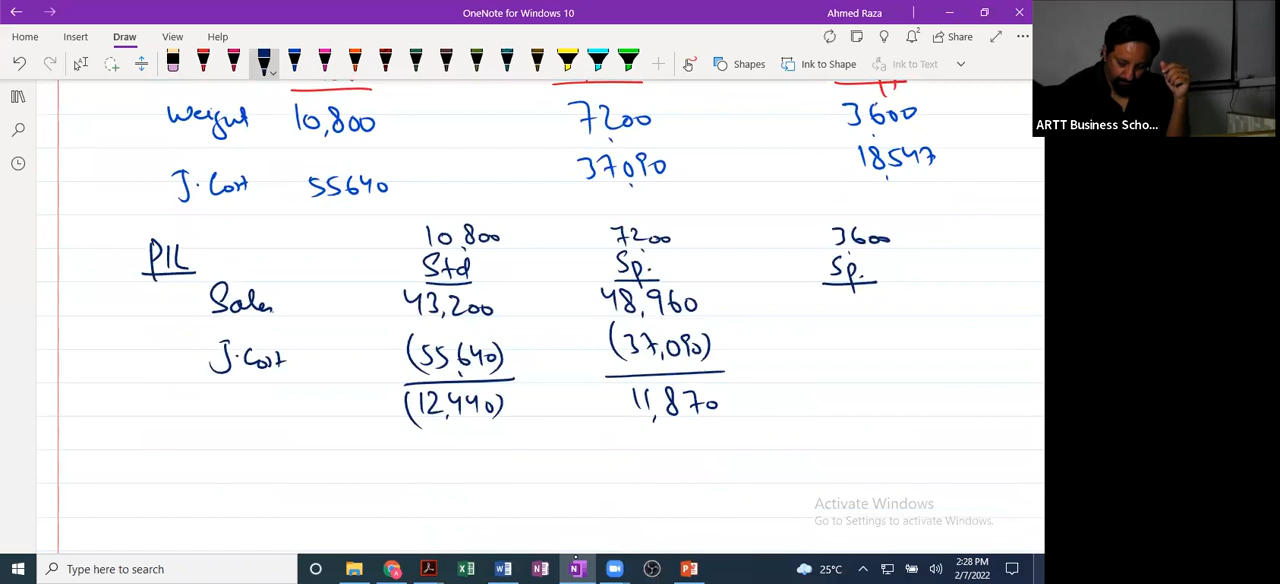 OneNote for Windows 10
Ahmed Raza
Home Insert Draw View Help
Share
Shapes Ink to Shape Ink to Text
Weight 10,800 7200 3600
J. Cost 55640 37,090 18,547
10,800 7200 3600
P/L Std Sp. Sp.
Sales 43,200 48,960
J. Cost (55,640) (37,090)
(12,440) 11,870
Activate Windows
Go to Settings to activate Windows.
ARTT Business Scho...
Type here to search
25°C
2:28 PM
2/7/2022